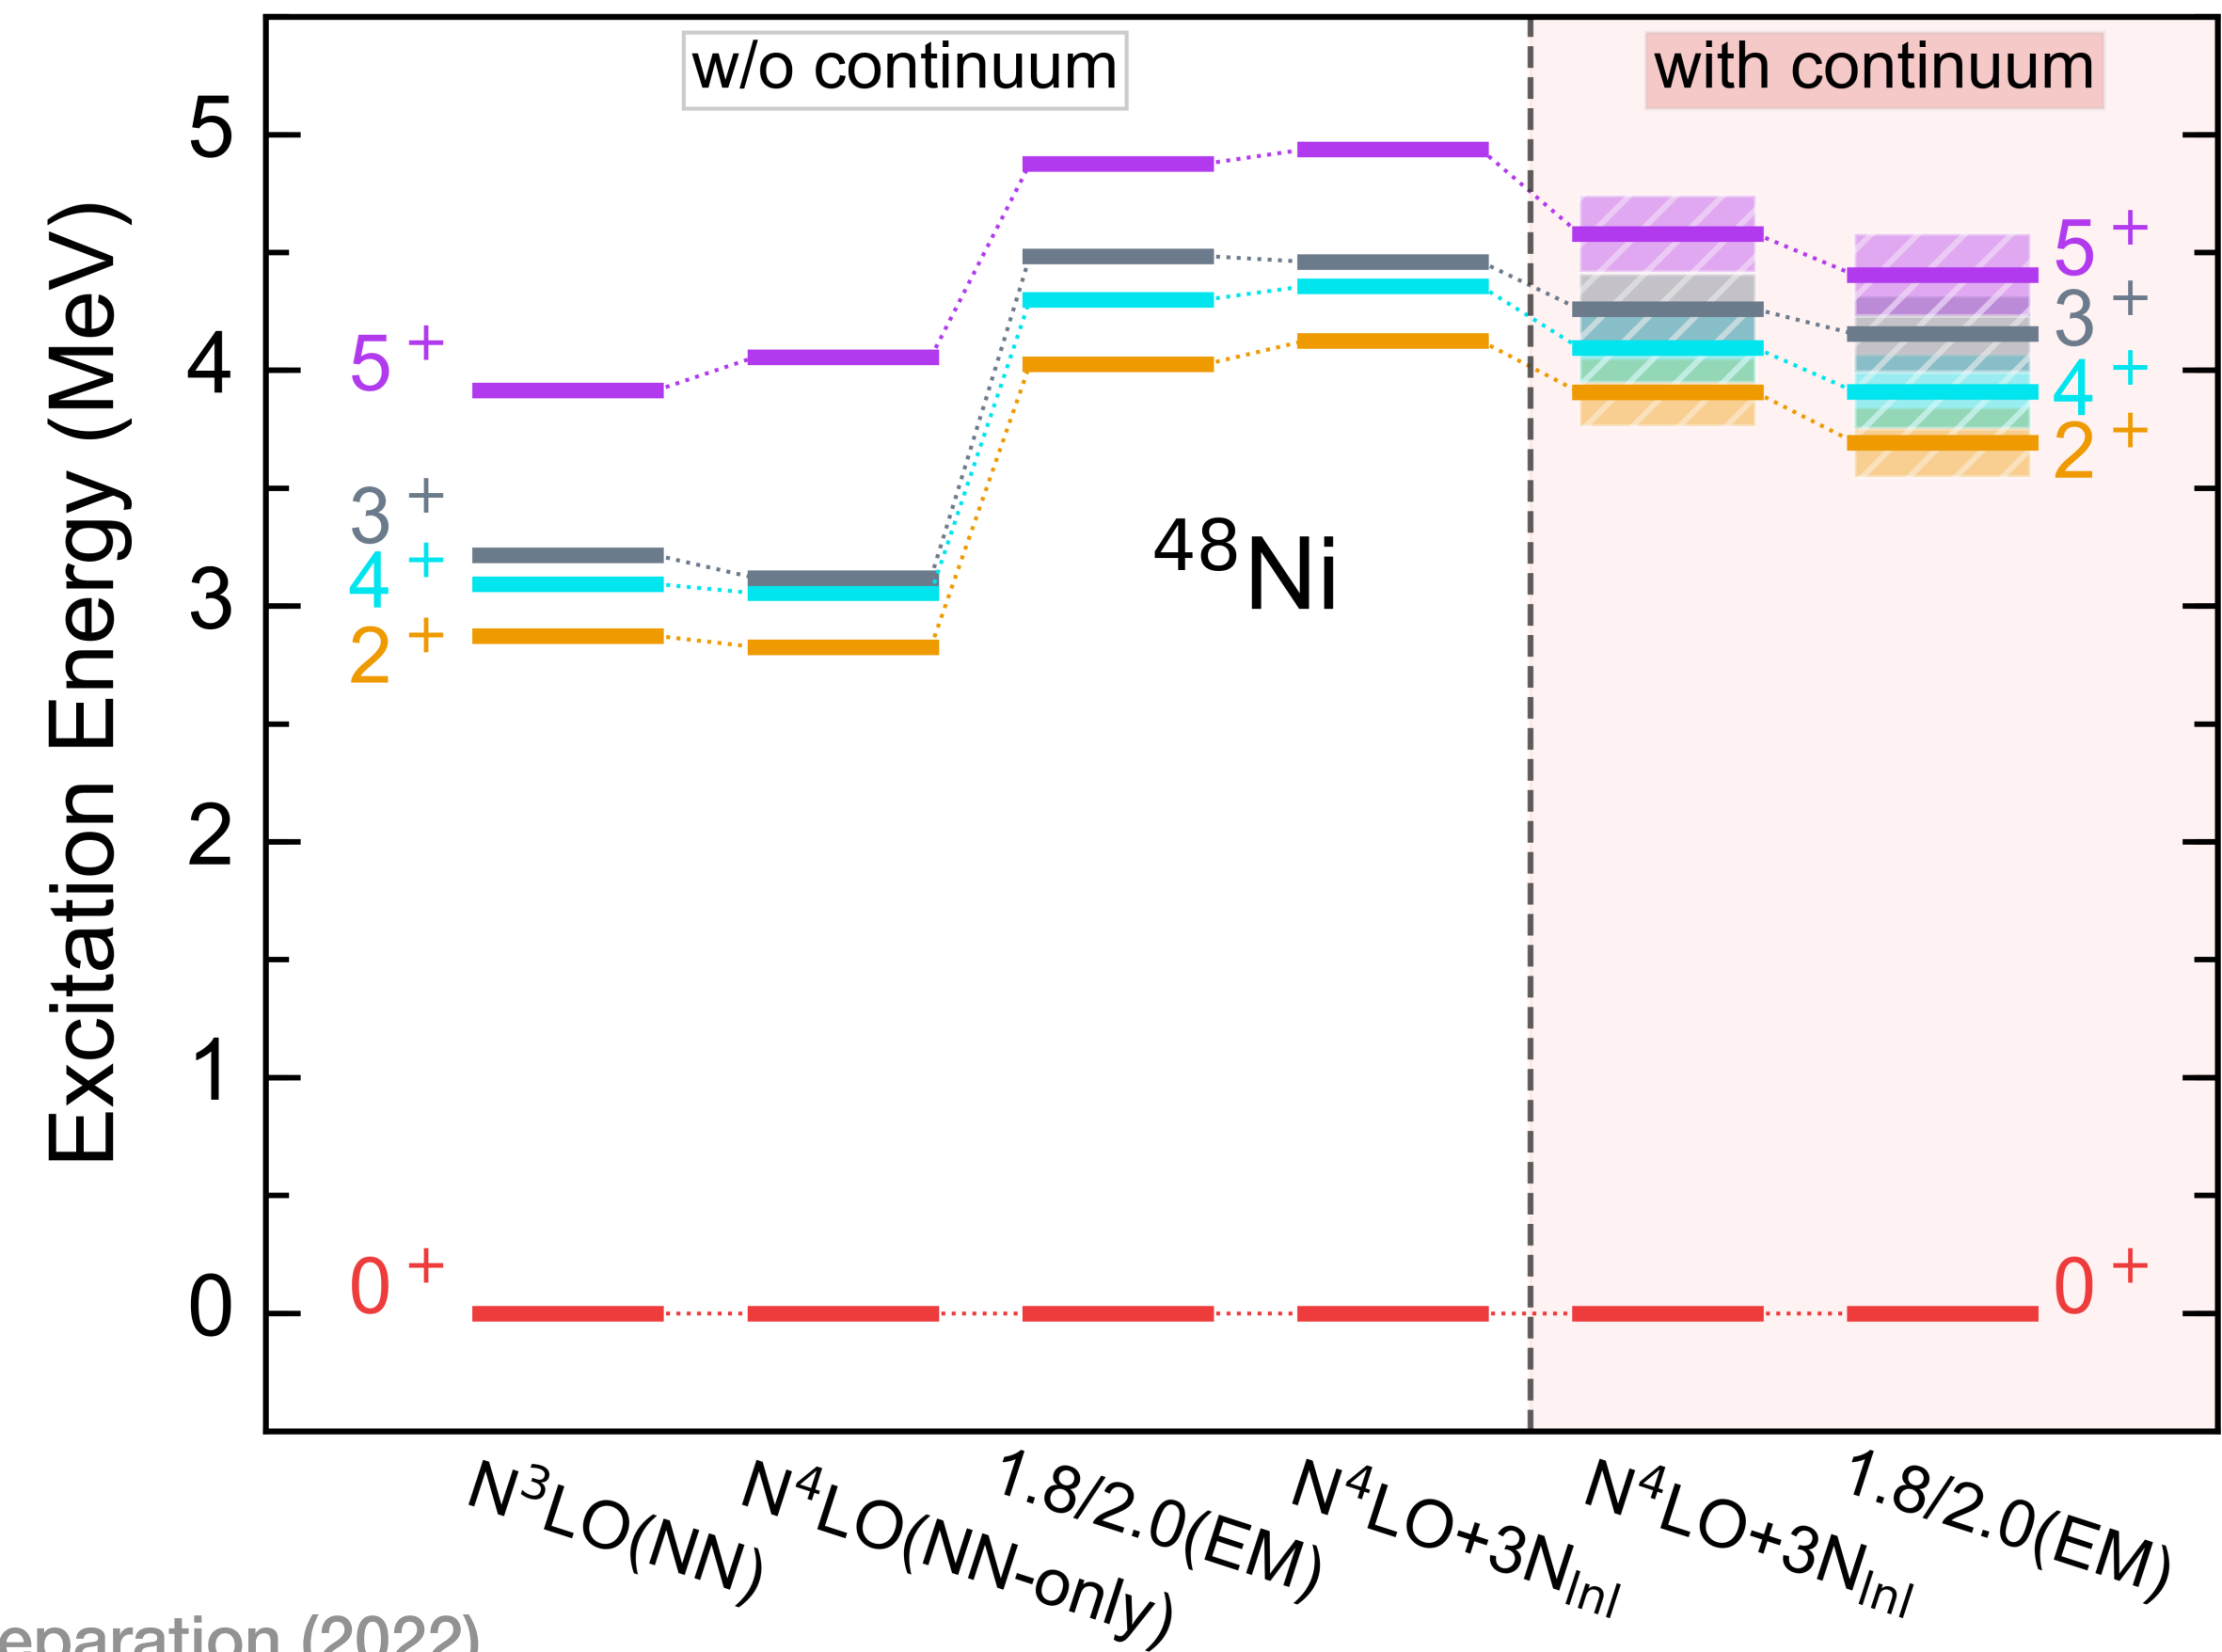 w/o continuum
with continuum
Excitation Energy (MeV)
5
4
3
2
1
0
5+
3+
4+
2+
0+
⁴⁸Ni
5+
3+
4+
2+
0+
N³LO(NN)
N⁴LO(NN-only)
1.8/2.0(EM)
N⁴LO+3Nlnl
N⁴LO+3Nlnl
1.8/2.0(EM)
eparation (2022)